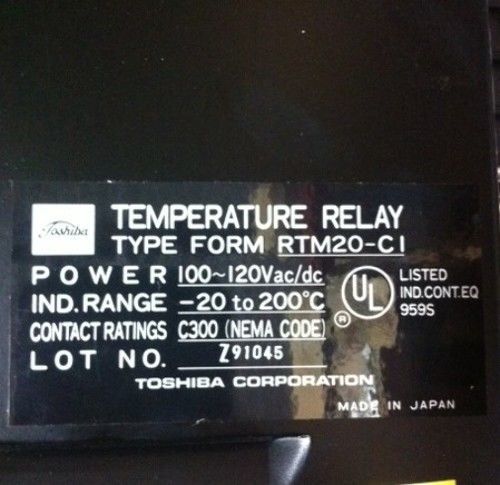 Toshiba
TEMPERATURE RELAY
TYPE FORM RTM20-C1
POWER 100~120Vac/dc
IND. RANGE -20 to 200°C
CONTACT RATINGS C300 (NEMA CODE)
LOT NO. Z91045
UL ®
LISTED
IND.CONT.EQ
959S
TOSHIBA CORPORATION
MADE IN JAPAN